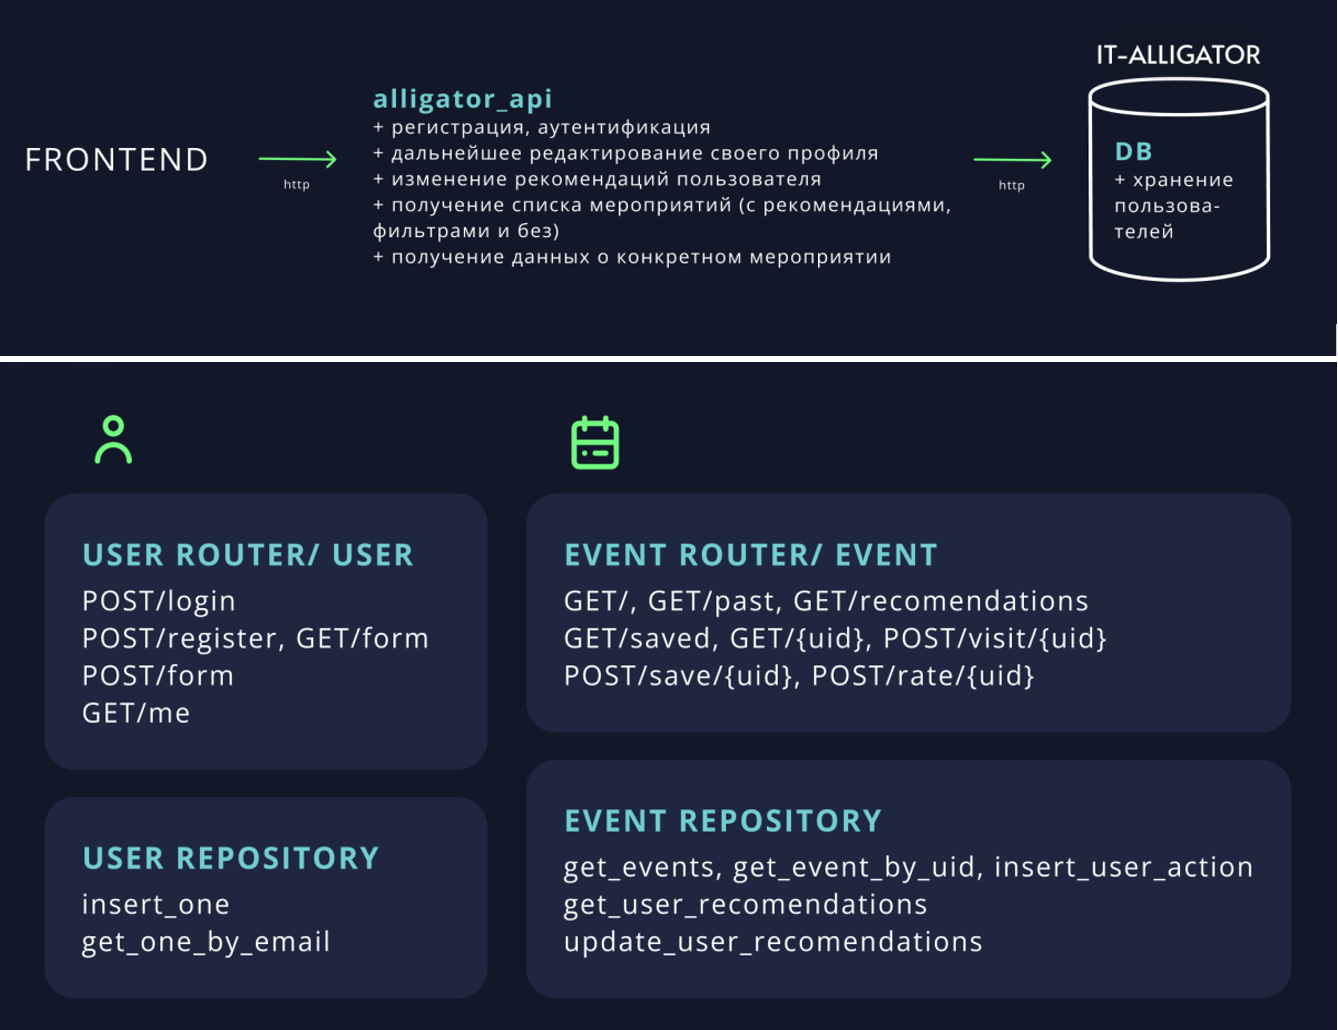 IT-ALLIGATOR
FRONTEND
http
alligator_api
+ регистрация, аутентификация
+ дальнейшее редактирование своего профиля
+ изменение рекомендаций пользователя
+ получение списка мероприятий (с рекомендациями,
фильтрами и без)
+ получение данных о конкретном мероприятии
http
DB
+ хранение
пользова-
телей
USER ROUTER/ USER
POST/login
POST/register, GET/form
POST/form
GET/me
EVENT ROUTER/ EVENT
GET/, GET/past, GET/recomendations
GET/saved, GET/{uid}, POST/visit/{uid}
POST/save/{uid}, POST/rate/{uid}
USER REPOSITORY
insert_one
get_one_by_email
EVENT REPOSITORY
get_events, get_event_by_uid, insert_user_action
get_user_recomendations
update_user_recomendations